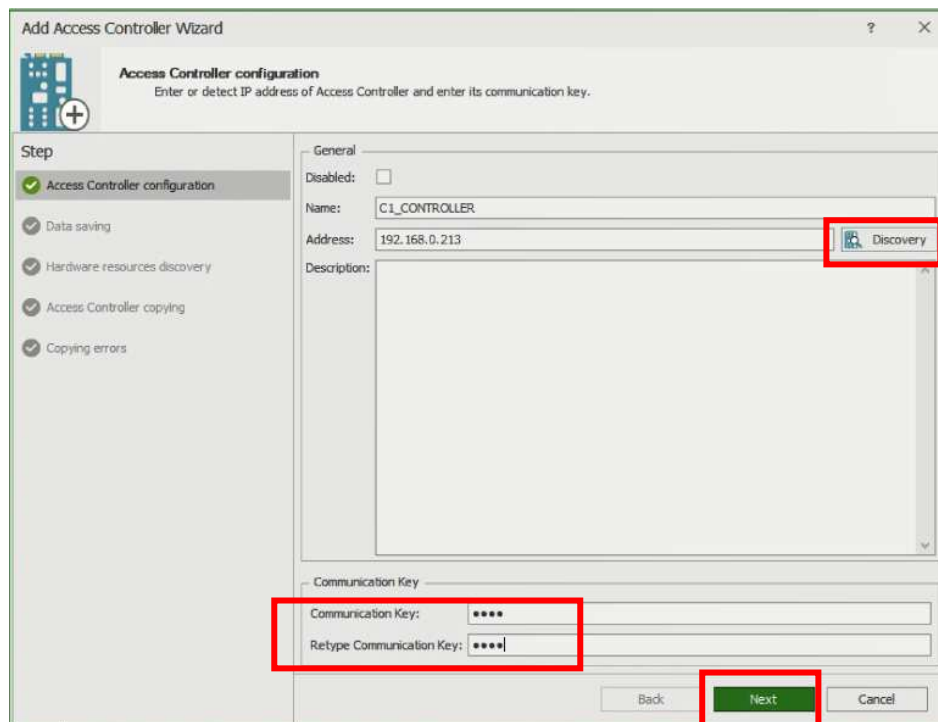 Add Access Controller Wizard
?
Access Controller configuration
Enter or detect IP address of Access Controller and enter its communication key.
Step
Access Controller configuration
Data saving
Hardware resources discovery
Access Controller copying
Copying errors
General
Disabled:
Name: C1_CONTROLLER
Address: 192.168.0.213 Discovery
Description:
Communication Key
Communication Key: ••••
Retype Communication Key: ••••
Back Next Cancel